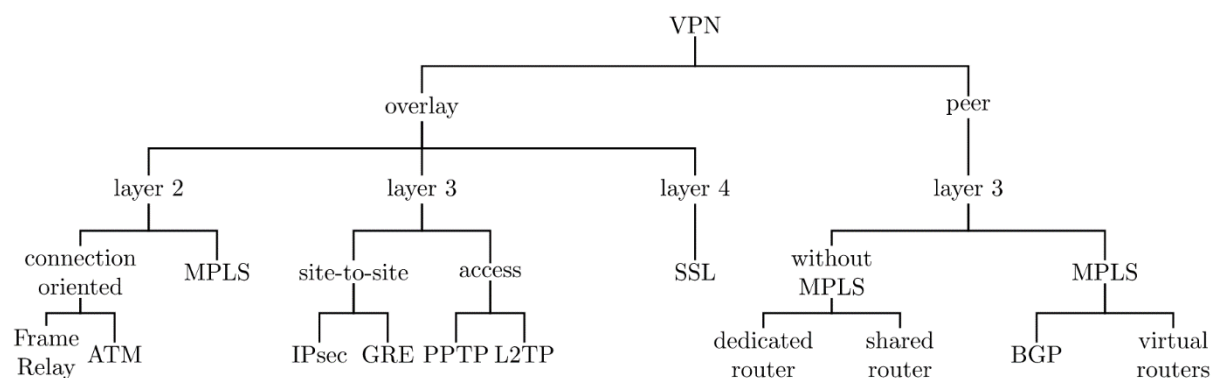 VPN
overlay
peer
layer 2
layer 3
layer 4
layer 3
connection
oriented
MPLS
site-to-site
access
SSL
without
MPLS
MPLS
Frame
Relay
ATM
IPsec
GRE
PPTP
L2TP
dedicated
router
shared
router
BGP
virtual
routers